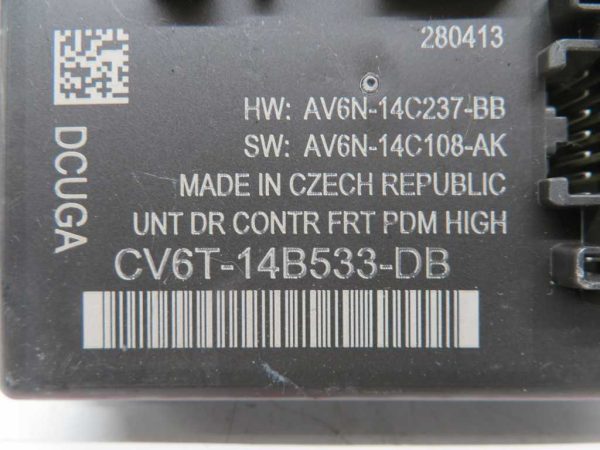 280413
DCUGA
HW: AV6N-14C237-BB
SW: AV6N-14C108-AK
MADE IN CZECH REPUBLIC
UNT DR CONTR FRT PDM HIGH
CV6T-14B533-DB